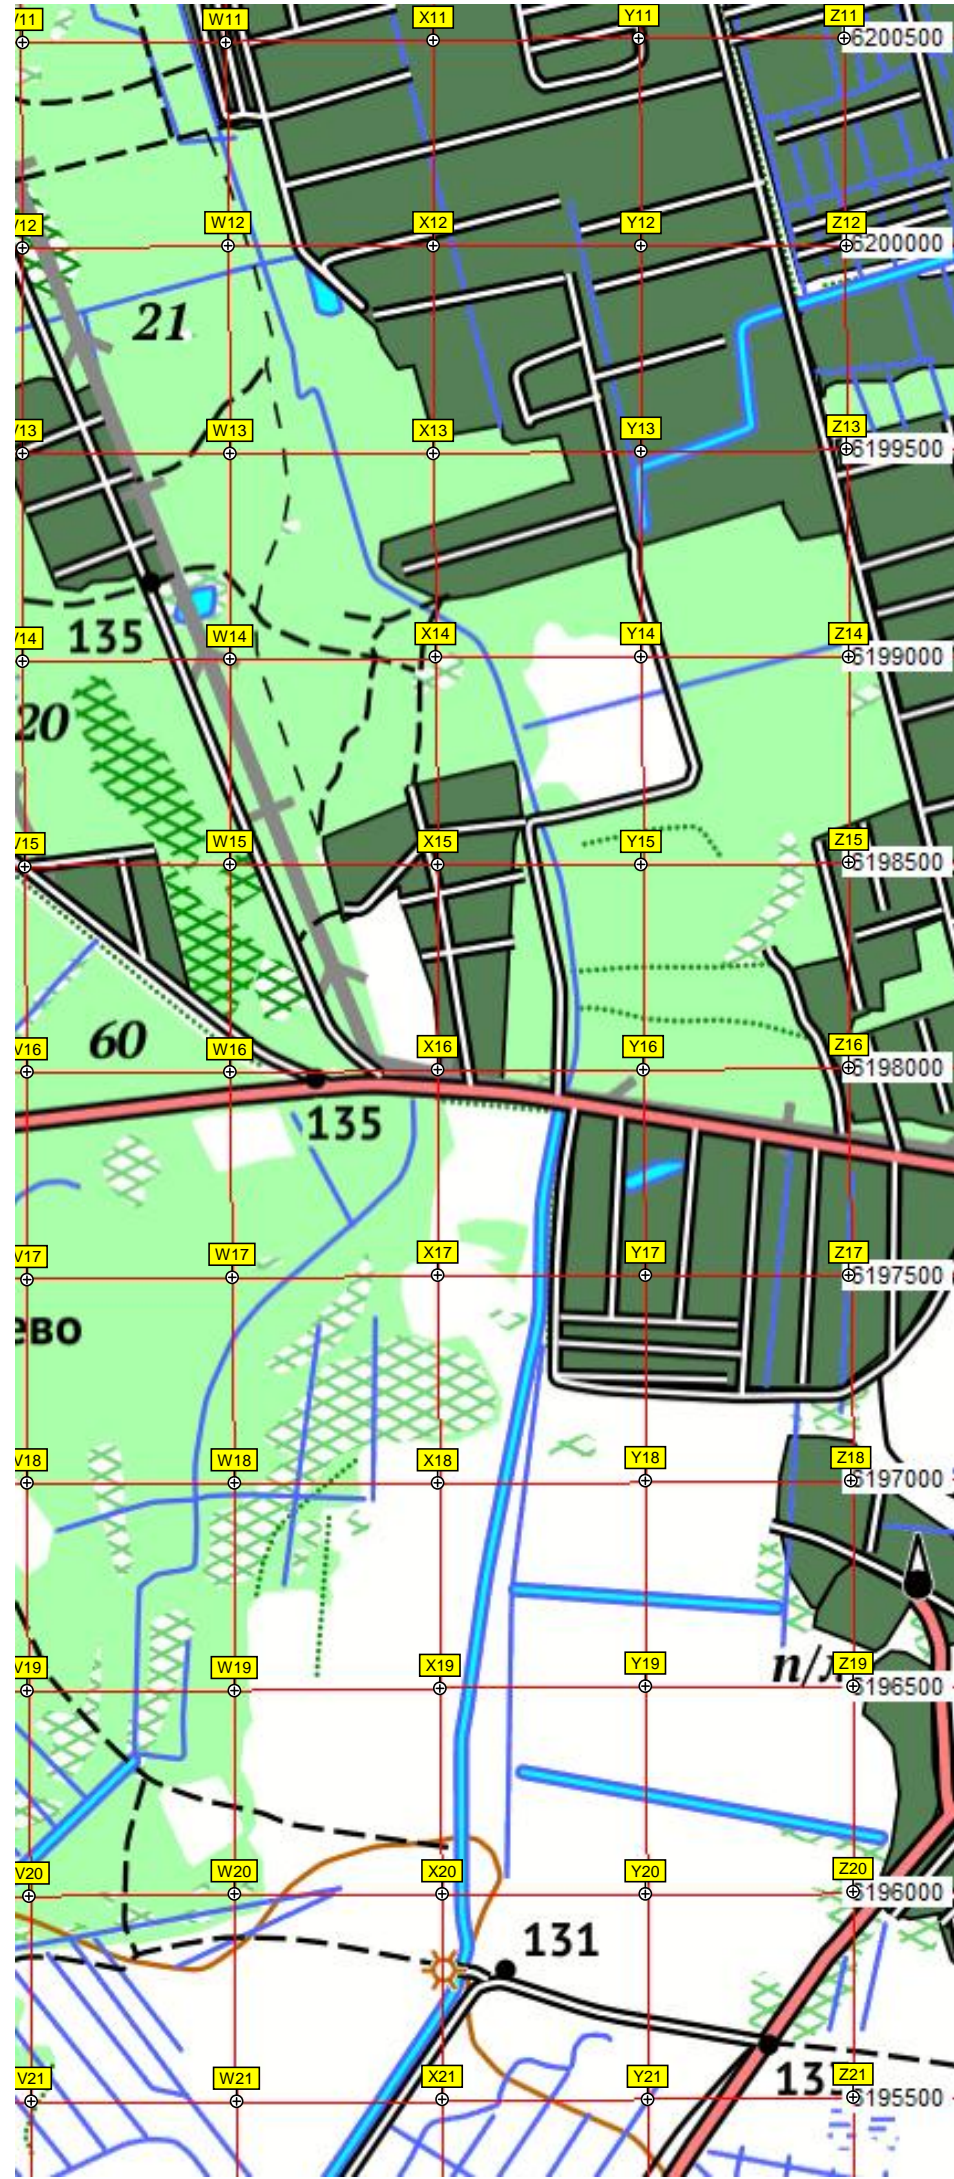 V11 W11 X11 Y11 Z11
6200500
V12 W12 X12 Y12 Z12
6200000
21
V13 W13 X13 Y13 Z13
6199500
135
V14 W14 X14 Y14 Z14
6199000
20
V15 W15 X15 Y15 Z15
6198500
60
V16 W16 X16 Y16 Z16
6198000
135
V17 W17 X17 Y17 Z17
6197500
ево
V18 W18 X18 Y18 Z18
6197000
п/л
V19 W19 X19 Y19 Z19
6196500
V20 W20 X20 Y20 Z20
6196000
131
V21 W21 X21 Y21 Z21
6195500